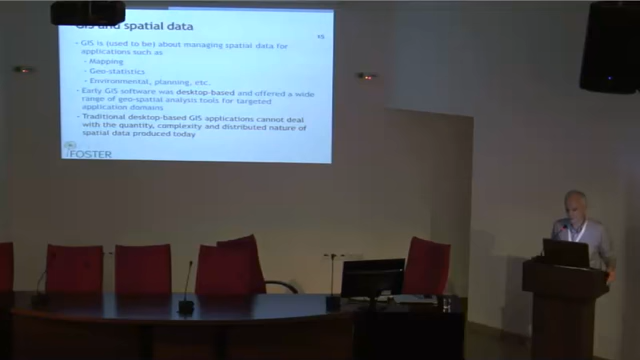 GIS and spatial data
15
- GIS is (used to be) about managing spatial data for
applications such as
- Mapping
- Geo-statistics
- Environmental, planning, etc..
- Early GIS software was desktop-based and offered a wide
range of geo-spatial analysis tools for targeted
application domains
- Traditional desktop-based GIS applications cannot deal
with the quantity, complexity and distributed nature of
spatial data produced today
FOSTER